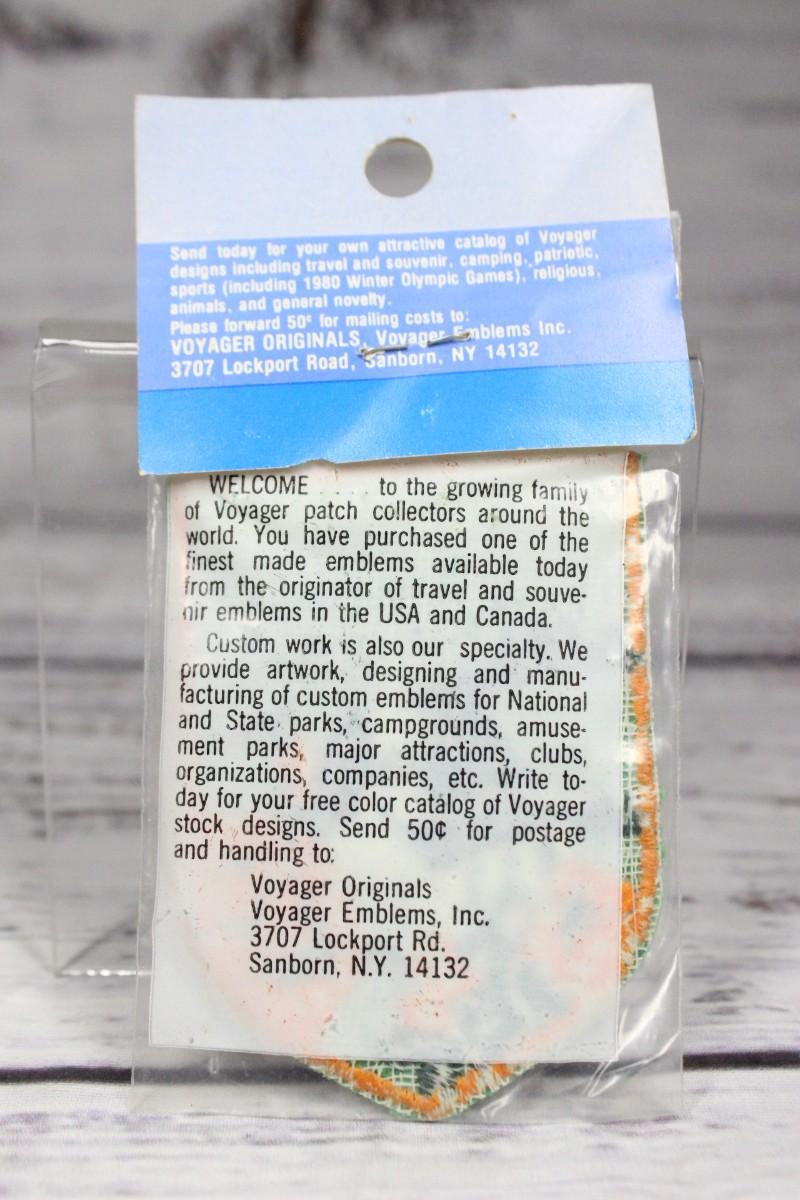 Send today for your own attractive catalog of Voyager
designs including travel and souvenir, camping, patriotic,
sports (including 1980 Winter Olympic Games), religious,
animals, and general novelty.
Please forward 50¢ for mailing costs to:
VOYAGER ORIGINALS, Voyager Emblems Inc.
3707 Lockport Road, Sanborn, NY 14132
WELCOME .... to the growing family
of Voyager patch collectors around the
world. You have purchased one of the
finest made emblems available today
from the originator of travel and souve-
nir emblems in the USA and Canada.
Custom work is also our specialty. We
provide artwork, designing and manu-
facturing of custom emblems for National
and State parks, campgrounds, amuse-
ment parks, major attractions, clubs,
organizations, companies, etc. Write to-
day for your free color catalog of Voyager
stock designs. Send 50¢ for postage
and handling to:
Voyager Originals
Voyager Emblems, Inc.
3707 Lockport Rd.
Sanborn, N.Y. 14132